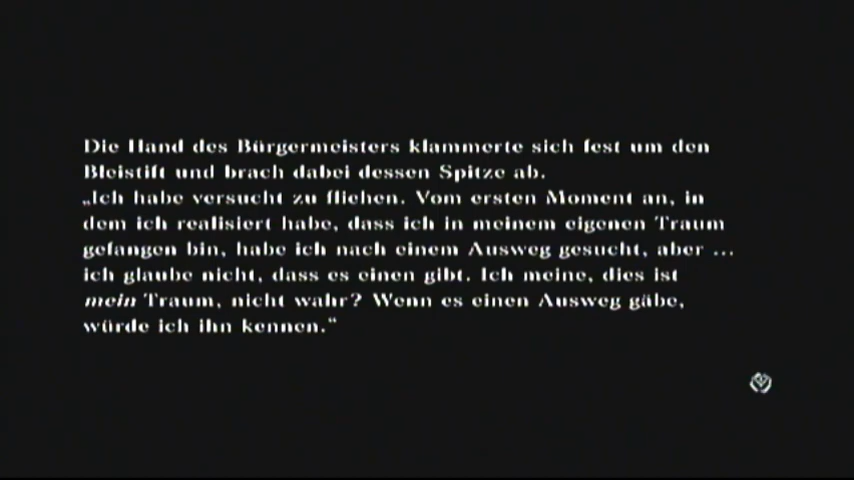 Die Hand des Bürgermeisters klammerte sich fest um den
Bleistift und brach dabei dessen Spitze ab.
„Ich habe versucht zu fliehen. Vom ersten Moment an, in
dem ich realisiert habe, dass ich in meinem eigenen Traum
gefangen bin, habe ich nach einem Ausweg gesucht, aber ...
ich glaube nicht, dass es einen gibt. Ich meine, dies ist
mein Traum, nicht wahr? Wenn es einen Ausweg gäbe,
würde ich ihn kennen.“